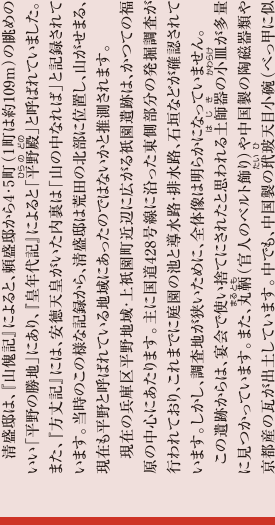 清盛邸は、『山槐記』によると、頼盛邸から4・5町（1町は約109m）の眺めの
いい「平野の勝地」にあり、『皇年代記』によると「平野殿」と呼ばれていました。
また、『方丈記』には、安徳天皇がいた内裏は「山の中なれば」と記録されて
います。当時のこの様な記録から、清盛邸は荒田の北部に位置し、山がせまる、
現在も平野と呼ばれている地域にあったのではないかと推測されます。
現在の兵庫区平野地域・上祇園町近辺に広がる祇園遺跡は、かつての福
原の中心にあたります。主に国道428号線に沿った東側部分の発掘調査が
行われており、これまでに庭園の池と導水路・排水路、石垣などが確認されて
います。しかし、調査地が狭いために、全体像は明らかになっていません。
この遺跡からは、宴会で使い捨てにされたと思われる土師器の小皿が多量
に見つかっています。また、丸鞆（官人のベルト飾り）や中国製の陶磁器類や
京都産の瓦が出土しています。中でも、中国製の玳玻天目小碗（べっ甲に似